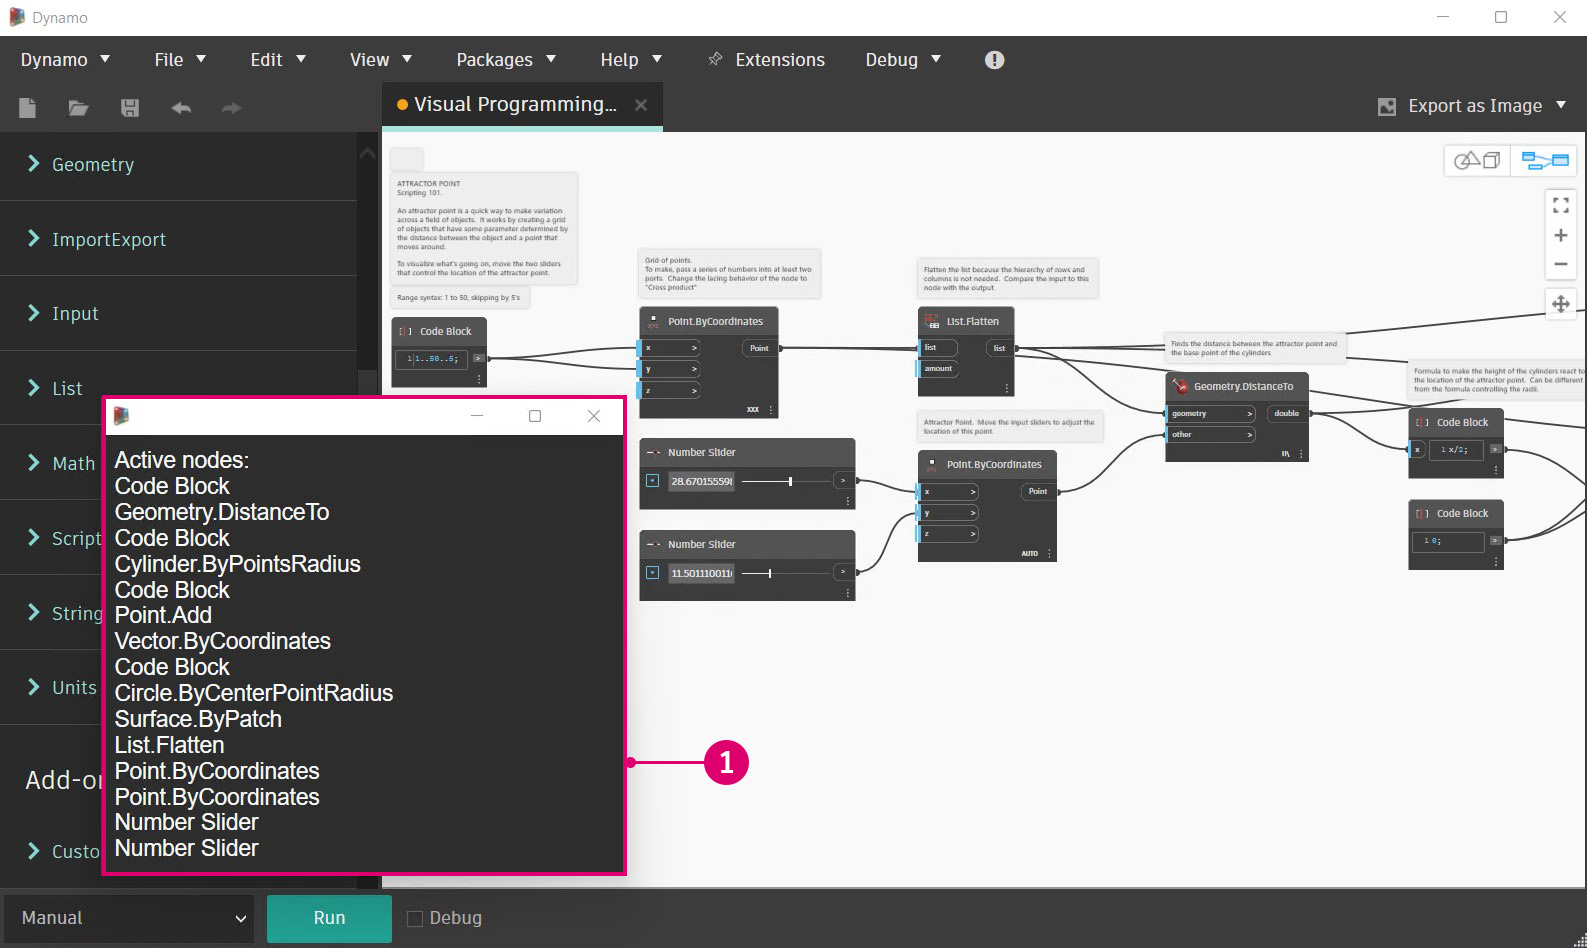 Dynamo
Dynamo File Edit View Packages Help Extensions Debug
Visual Programming...
Export as Image
Geometry
ImportExport
Input
List
Math
Script
String
Units
Add-on
Custo
ATTRACTOR POINT
Scripting 101.
An attractor point is a quick way to make variation
across a field of objects. It works by creating a grid
of objects that have some parameter determined by
the distance between the object and a point that
moves around.
To visualize what's going on, move the two sliders
that control the location of the attractor point.
Range syntax: 1 to 50, skipping by 5's
Code Block
1 1..50..5; >
Grid of points.
To make, pass a series of numbers into at least two
ports. Change the lacing behavior of the node to
"Cross product"
Point.ByCoordinates
x > Point
y >
z >
XXX
Flatten the list because the hierarchy of rows and
columns is not needed. Compare the input to this
node with the output.
List.Flatten
list list
amount
Finds the distance between the attractor point and
the base point of the cylinders
Geometry.DistanceTo
geometry > double
other >
Formula to make the height of the cylinders react to
the location of the attractor point. Can be different
from the formula controlling the radii.
Code Block
x 1 x/2; >
Code Block
1 0; >
Number Slider
28.670155598 >
Number Slider
11.501110011 >
Attractor Point. Move the input sliders to adjust the
location of this point.
Point.ByCoordinates
x > Point
y >
z >
AUTO
Active nodes:
Code Block
Geometry.DistanceTo
Code Block
Cylinder.ByPointsRadius
Code Block
Point.Add
Vector.ByCoordinates
Code Block
Circle.ByCenterPointRadius
Surface.ByPatch
List.Flatten
Point.ByCoordinates
Point.ByCoordinates
Number Slider
Number Slider
1
Manual
Run
Debug